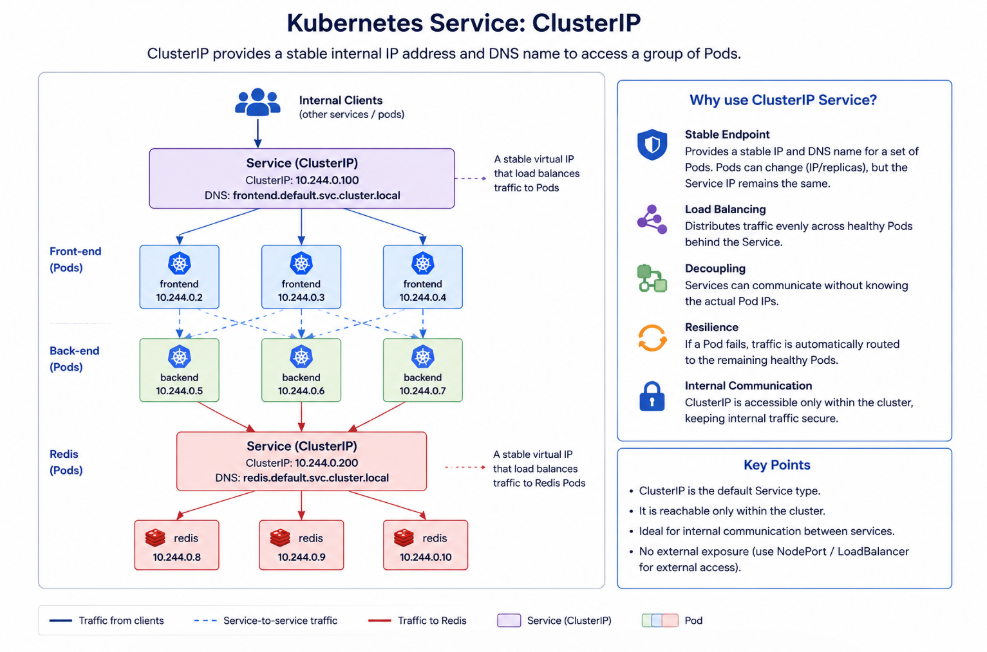 Kubernetes Service: ClusterIP
ClusterIP provides a stable internal IP address and DNS name to access a group of Pods.
Internal Clients
(other services / pods)
Service (ClusterIP)
ClusterIP: 10.244.0.100
DNS: frontend.default.svc.cluster.local
A stable virtual IP
that load balances
traffic to Pods
Front-end
(Pods)
frontend
10.244.0.2
frontend
10.244.0.3
frontend
10.244.0.4
Back-end
(Pods)
backend
10.244.0.5
backend
10.244.0.6
backend
10.244.0.7
Redis
(Pods)
Service (ClusterIP)
ClusterIP: 10.244.0.200
DNS: redis.default.svc.cluster.local
A stable virtual IP
that load balances
traffic to Redis Pods
redis
10.244.0.8
redis
10.244.0.9
redis
10.244.0.10
Why use ClusterIP Service?
Stable Endpoint
Provides a stable IP and DNS name for a set of
Pods. Pods can change (IP/replicas), but the
Service IP remains the same.
Load Balancing
Distributes traffic evenly across healthy Pods
behind the Service.
Decoupling
Services can communicate without knowing
the actual Pod IPs.
Resilience
If a Pod fails, traffic is automatically routed
to the remaining healthy Pods.
Internal Communication
ClusterIP is accessible only within the cluster,
keeping internal traffic secure.
Key Points
• ClusterIP is the default Service type.
• It is reachable only within the cluster.
• Ideal for internal communication between services.
• No external exposure (use NodePort / LoadBalancer
for external access).
Traffic from clients
Service-to-service traffic
Traffic to Redis
Service (ClusterIP)
Pod